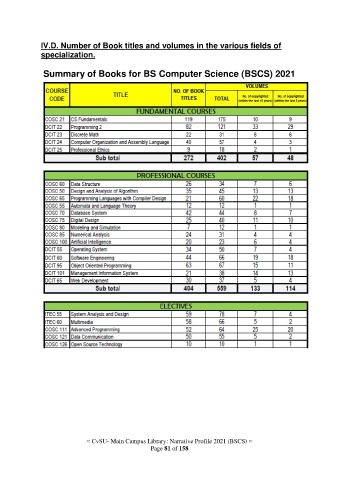 IV.D. Number of Book titles and volumes in the various fields of
specialization.
Summary of Books for BS Computer Science (BSCS) 2021
COURSE CODE TITLE NO. OF BOOK TITLES VOLUMES
TOTAL No. of copyrighted (within the last 10 years) No. of copyrighted (within the last 5 years)
FUNDAMENTAL COURSES
COSC 21 CS Fundamentals 119 175 10 9
DCIT 22 Programming 2 82 121 33 29
DCIT 23 Discrete Math 22 31 8 6
DCIT 24 Computer Organization and Assembly Language 40 57 4 3
DCIT 25 Professional Ethics 9 18 2 1
Sub total 272 402 57 48
PROFESSIONAL COURSES
COSC 60 Data Structure 26 34 7 6
COSC 50 Design and Analysis of Algorithm 35 45 13 13
COSC 65 Programming Languages with Compiler Design 21 60 22 18
COSC 55 Automata and Language Theory 12 12 1 1
COSC 70 Database System 42 44 8 7
COSC 75 Digital Design 25 40 11 10
COSC 80 Modeling and Simulation 7 12 1 1
COSC 85 Numerical Analysis 24 31 4 4
COSC 100 Artificial Intelligence 20 23 6 4
DCIT 55 Operating System 34 50 7 4
DCIT 60 Software Engineering 44 66 19 18
COSC 95 Object Oriented Programming 63 67 15 11
DCIT 101 Management Information System 21 38 14 13
DCIT 65 Web Development 30 37 5 4
Sub total 404 559 133 114
ELECTIVES
ITEC 55 System Analysis and Design 59 78 7 4
ITEC 60 Multimedia 58 66 5 2
COSC 111 Advanced Programming 52 64 25 20
COSC 121 Data Communication 50 55 5 2
COSC 126 Open Source Technology 10 10 1 1
≈ CvSU- Main Campus Library: Narrative Profile 2021 (BSCS) ≈
Page 81 of 158